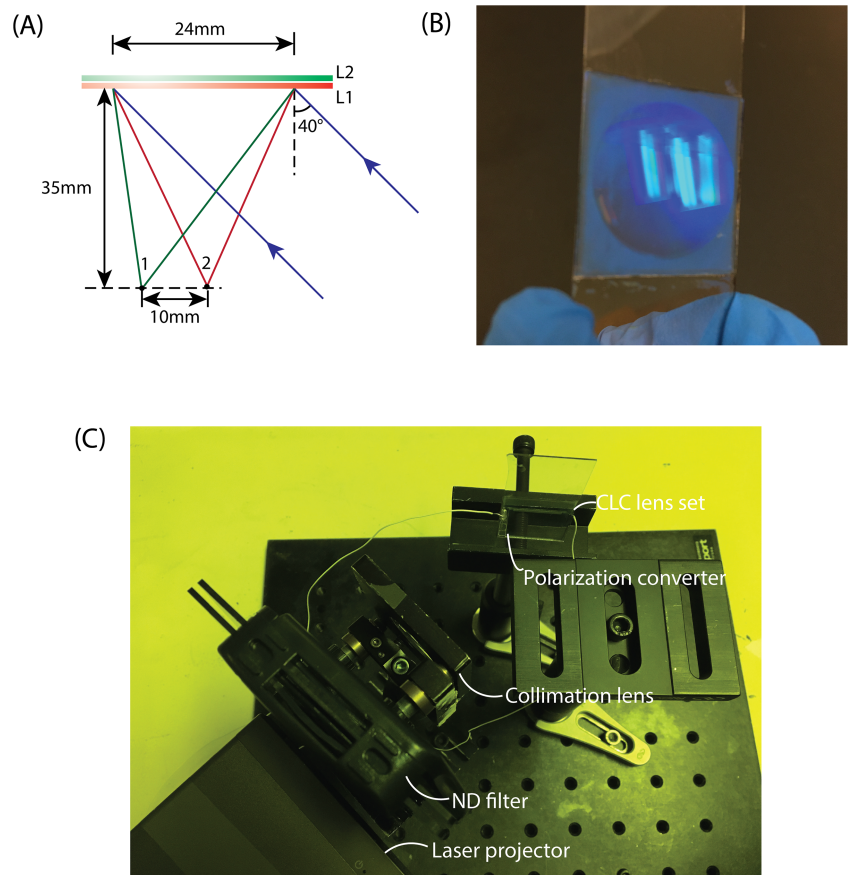 (A)
24mm
L2
L1
40°
35mm
1
2
10mm
(B)
(C)
CLC lens set
port
Polarization converter
Collimation lens
ND filter
Laser projector